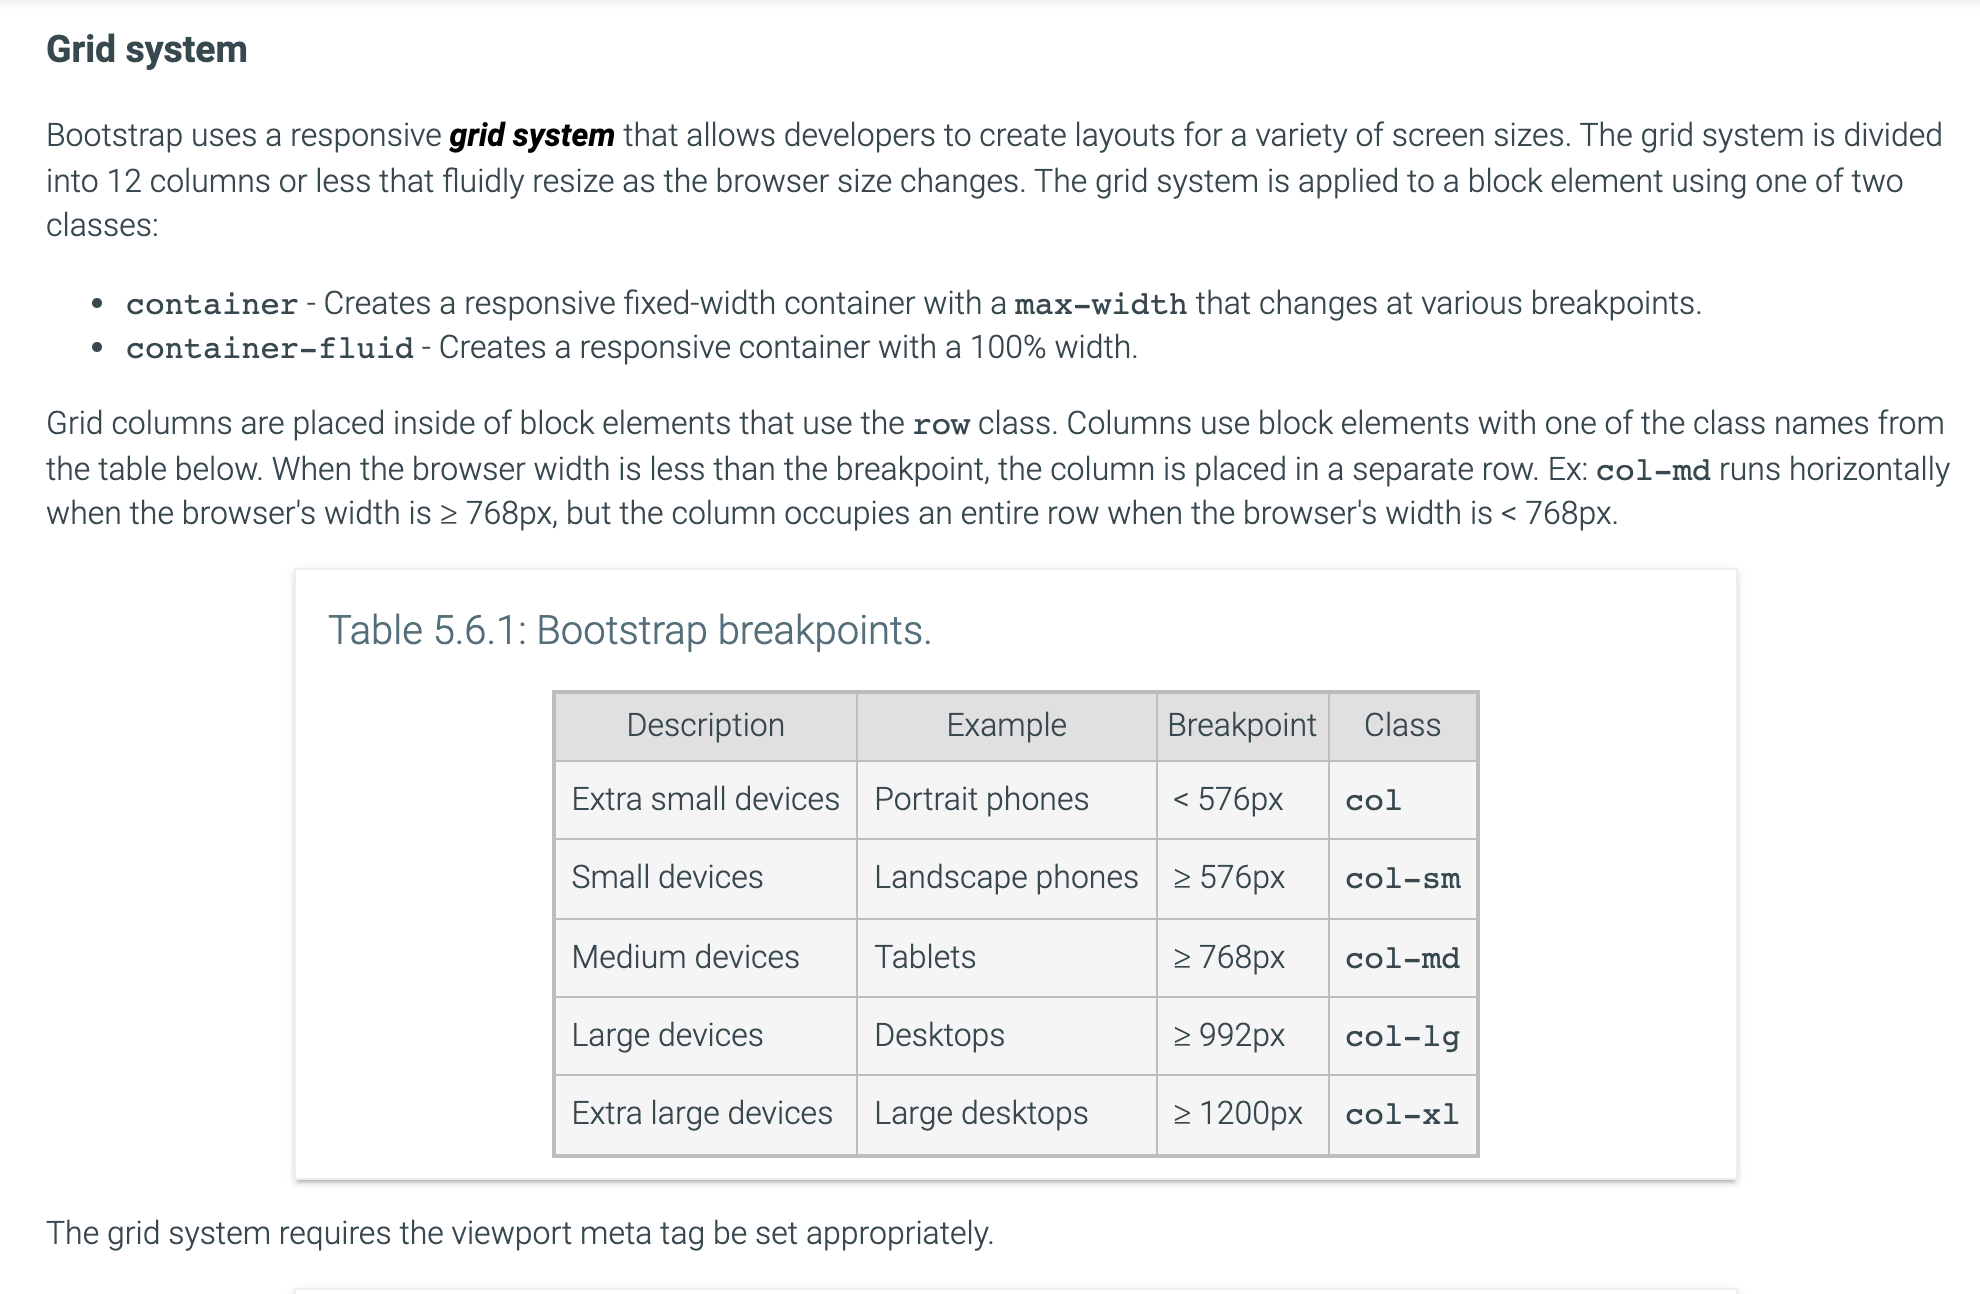 Grid system
Bootstrap uses a responsive grid system that allows developers to create layouts for a variety of screen sizes. The grid system is divided
into 12 columns or less that fluidly resize as the browser size changes. The grid system is applied to a block element using one of two
classes:
• container - Creates a responsive fixed-width container with a max-width that changes at various breakpoints.
• container-fluid - Creates a responsive container with a 100% width.
Grid columns are placed inside of block elements that use the row class. Columns use block elements with one of the class names from
the table below. When the browser width is less than the breakpoint, the column is placed in a separate row. Ex: col-md runs horizontally
when the browser's width is ≥ 768px, but the column occupies an entire row when the browser's width is < 768px.
Table 5.6.1: Bootstrap breakpoints.
Description Example Breakpoint Class
Extra small devices Portrait phones < 576px col
Small devices Landscape phones ≥ 576px col-sm
Medium devices Tablets ≥ 768px col-md
Large devices Desktops ≥ 992px col-lg
Extra large devices Large desktops ≥ 1200px col-xl
The grid system requires the viewport meta tag be set appropriately.